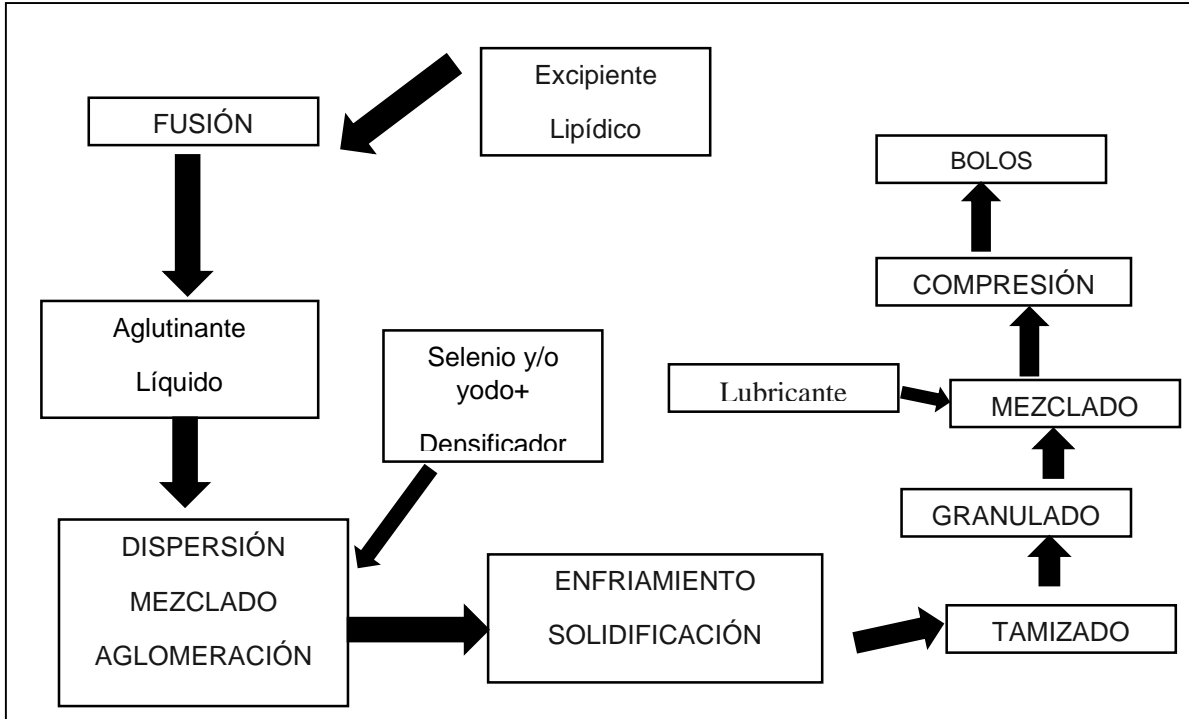 Excipiente
Lipídico
FUSIÓN
Aglutinante
Líquido
Selenio y/o
yodo+
Densificador
DISPERSIÓN
MEZCLADO
AGLOMERACIÓN
ENFRIAMIENTO
SOLIDIFICACIÓN
TAMIZADO
GRANULADO
Lubricante
MEZCLADO
COMPRESIÓN
BOLOS